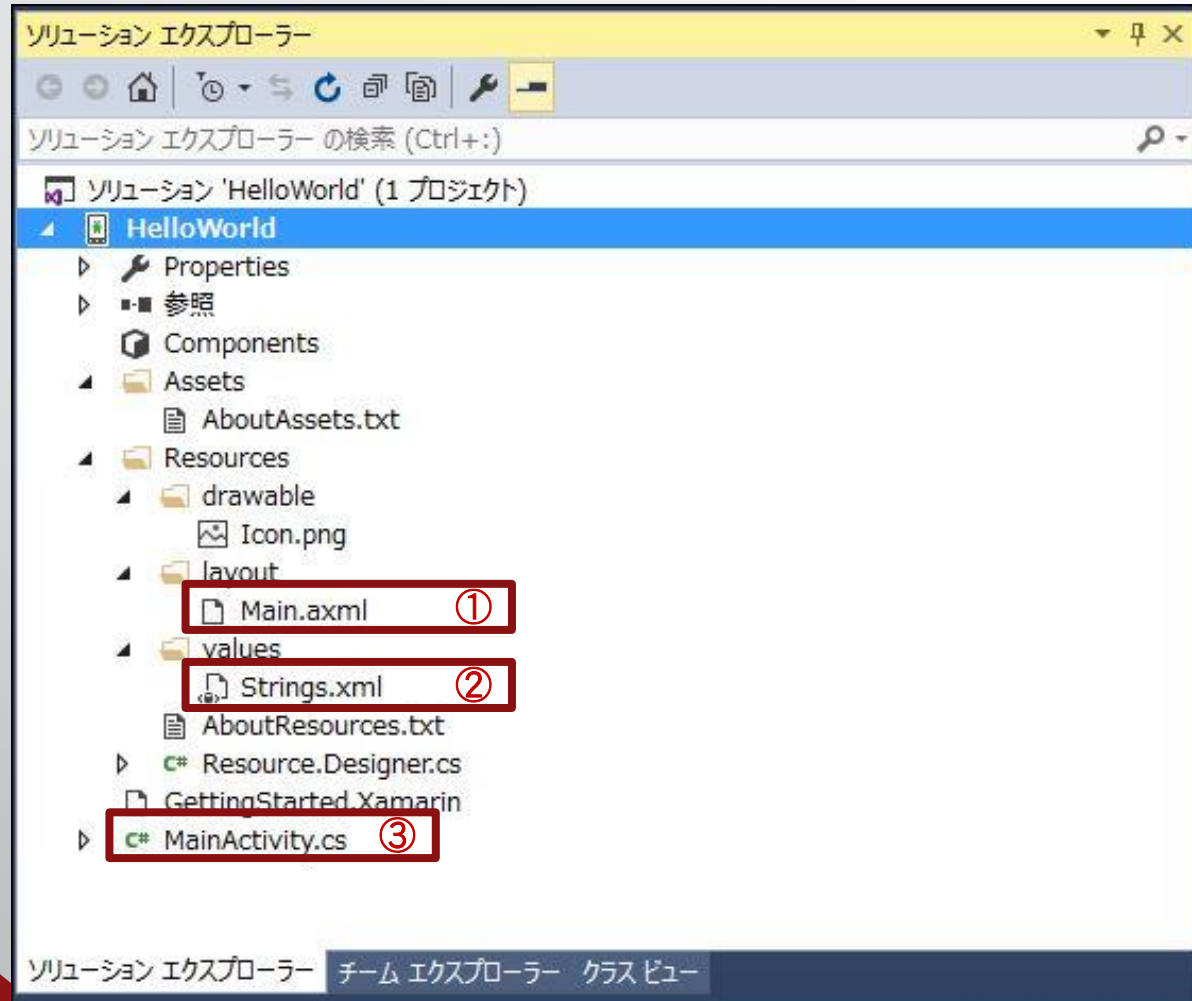 ソリューション エクスプローラー
ソリューション エクスプローラー の検索 (Ctrl+:)
ソリューション 'HelloWorld' (1 プロジェクト)
HelloWorld
Properties
参照
Components
Assets
AboutAssets.txt
Resources
drawable
Icon.png
layout
Main.axml ①
values
Strings.xml ②
AboutResources.txt
C# Resource.Designer.cs
GettingStarted.Xamarin
C# MainActivity.cs ③
ソリューション エクスプローラー チーム エクスプローラー クラス ビュー